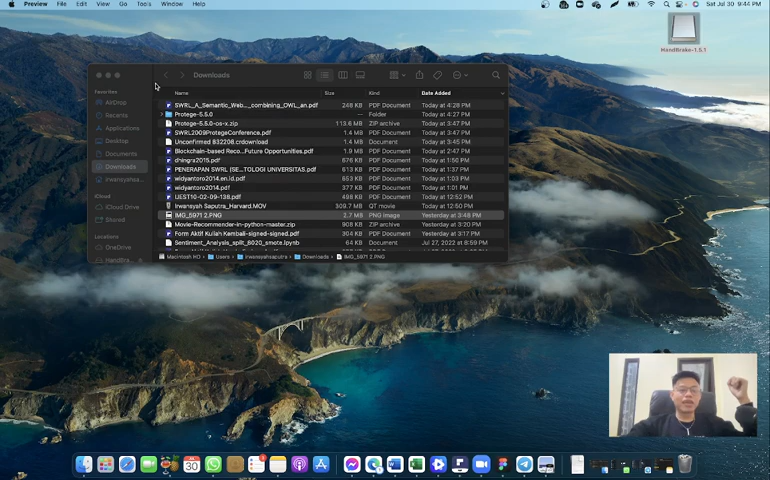 Preview File Edit View Go Tools Window Help
Sat Jul 30 9:44 PM
HandBrake-1.5.1
Downloads
Favorites
AirDrop
Recents
Applications
Desktop
Documents
Downloads
irwansyahs...
iCloud
iCloud Drive
Shared
Locations
OneDrive
HandBra...
Name Size Kind Date Added
SWRL_A_Semantic_Web..._combining_OWL_an.pdf 248 KB PDF Document Today at 4:28 PM
Protege-5.5.0 -- Folder Today at 4:27 PM
Protege-5.5.0-os-x.zip 113.6 MB ZIP archive Today at 3:47 PM
SWRL2009ProtegeConference.pdf 1.4 MB PDF Document Today at 3:47 PM
Unconfirmed 832208.crdownload 1.4 MB Document Today at 3:45 PM
Blockchain-based Reco...Future Opportunities.pdf 1.9 MB PDF Document Today at 2:47 PM
dhingra2015.pdf 676 KB PDF Document Today at 1:50 PM
PENERAPAN SWRL (SE...TOLOGI UNIVERSITAS.pdf 613 KB PDF Document Today at 1:37 PM
widyantoro2014.en.id.pdf 653 KB PDF Document Today at 1:03 PM
widyantoro2014.pdf 377 KB PDF Document Today at 1:01 PM
IJEST10-02-09-138.pdf 498 KB PDF Document Today at 12:52 PM
Irwansyah Saputra_Harvard.MOV 309.7 MB QT movie Today at 12:50 PM
IMG_5971 2.PNG 2.7 MB PNG image Yesterday at 3:48 PM
Movie-Recommender-in-python-master.zip 908 KB ZIP archive Yesterday at 3:20 PM
Form Aktif Kuliah Kembali-signed-signed.pdf 304 KB PDF Document Yesterday at 3:17 PM
Sentiment_Analysis_split_8020_smote.ipynb 64 KB Document Jul 27, 2022 at 8:59 PM
Macintosh HD Users irwansyahsaputra Downloads IMG_5971 2.PNG
JUL
30